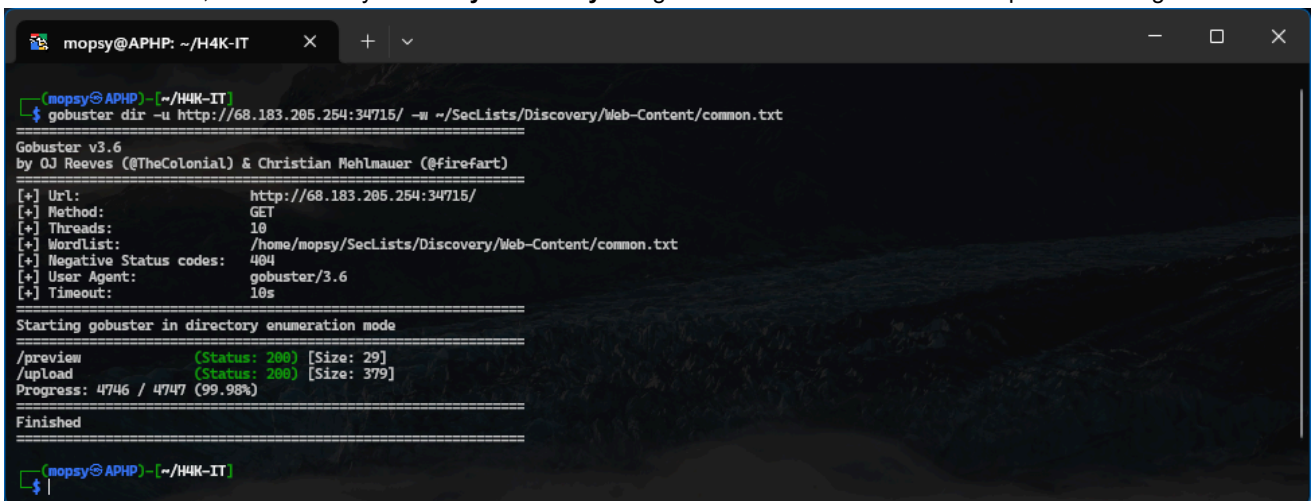 mopsy@APHP: ~/H4K-IT
(mopsy㉿APHP)-[~/H4K-IT]
$ gobuster dir -u http://68.183.205.254:34715/ -w ~/SecLists/Discovery/Web-Content/common.txt
===============================================================
Gobuster v3.6
by OJ Reeves (@TheColonial) & Christian Mehlmauer (@firefart)
===============================================================
[+] Url: http://68.183.205.254:34715/
[+] Method: GET
[+] Threads: 10
[+] Wordlist: /home/mopsy/SecLists/Discovery/Web-Content/common.txt
[+] Negative Status codes: 404
[+] User Agent: gobuster/3.6
[+] Timeout: 10s
===============================================================
Starting gobuster in directory enumeration mode
===============================================================
/preview (Status: 200) [Size: 29]
/upload (Status: 200) [Size: 379]
Progress: 4746 / 4747 (99.98%)
===============================================================
Finished
===============================================================
(mopsy㉿APHP)-[~/H4K-IT]
$